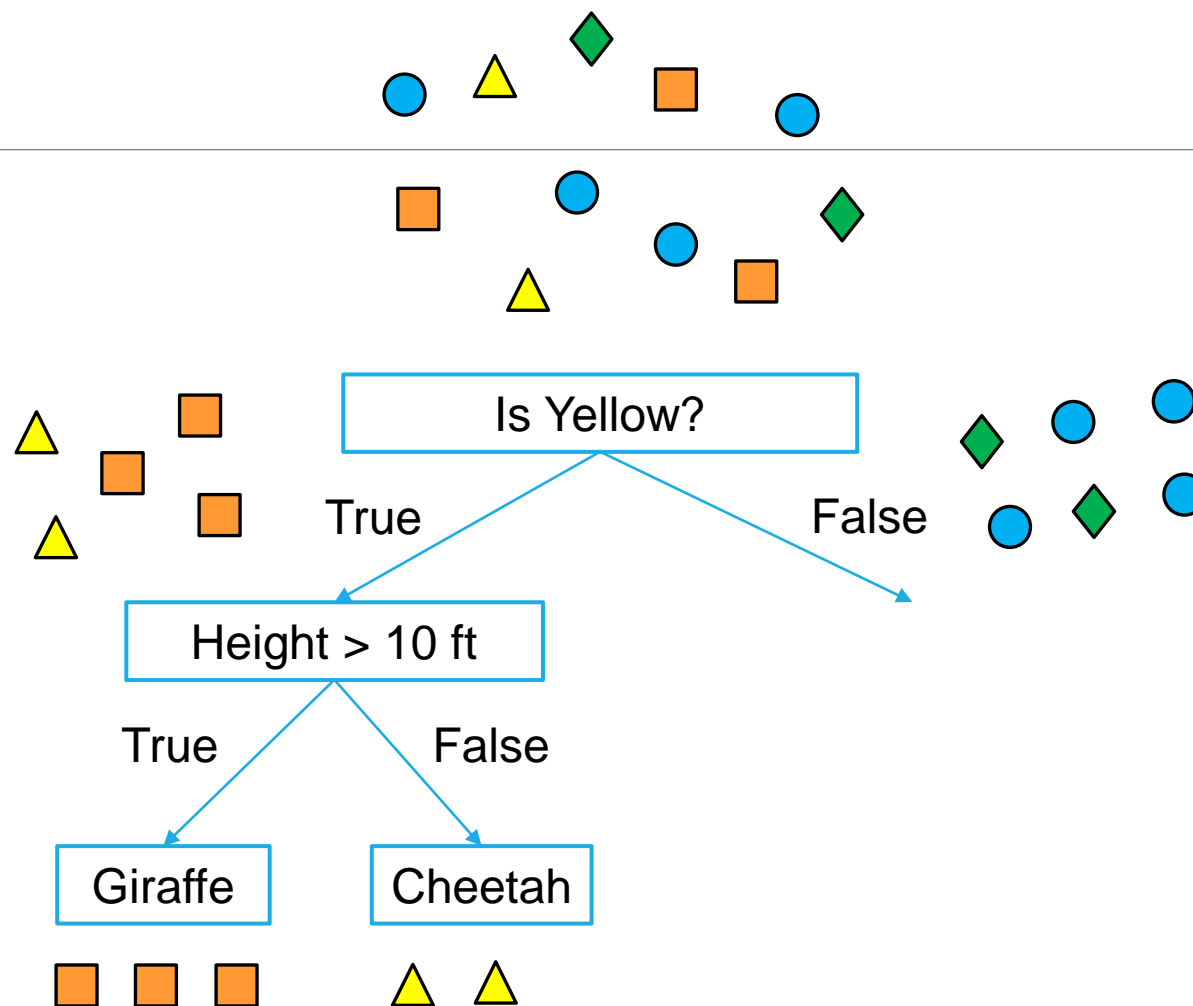 Is Yellow?
True
False
Height > 10 ft
True
False
Giraffe
Cheetah